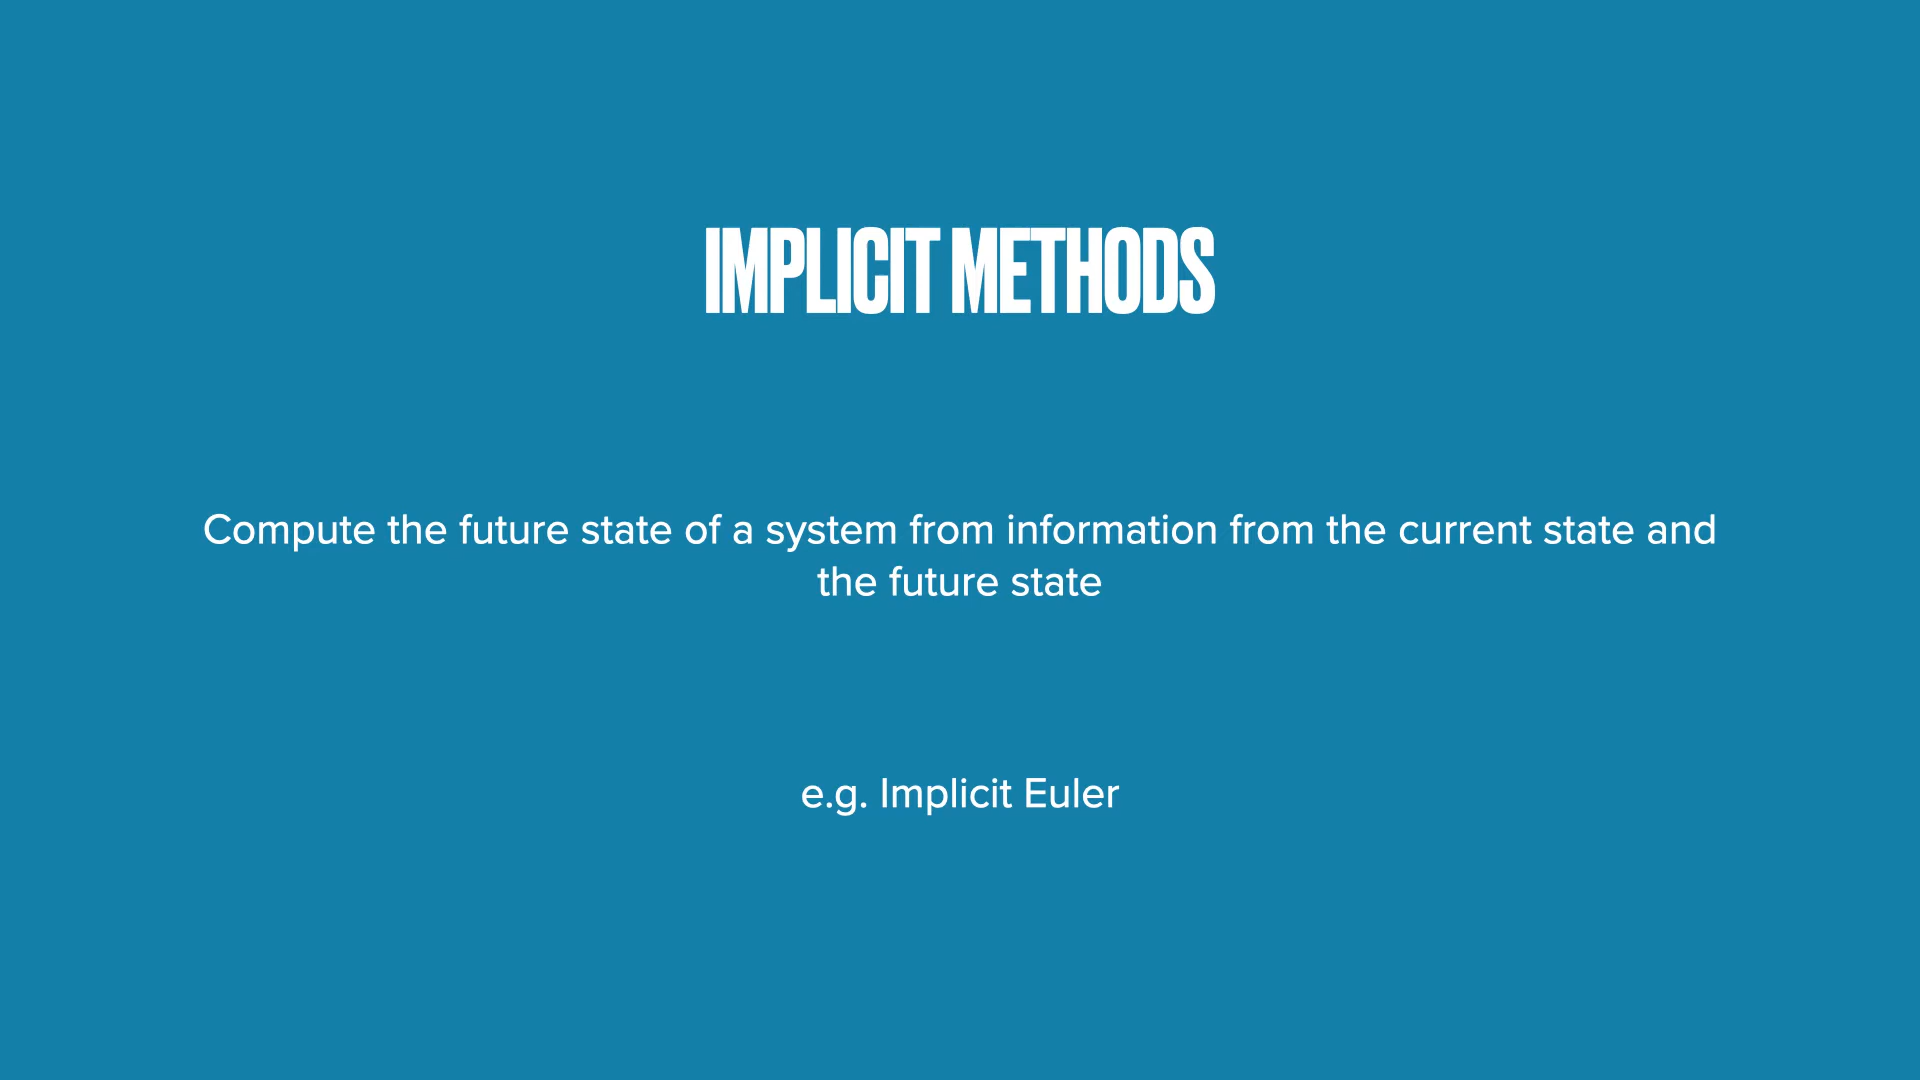 IMPLICIT METHODS
Compute the future state of a system from information from the current state and
the future state
e.g. Implicit Euler